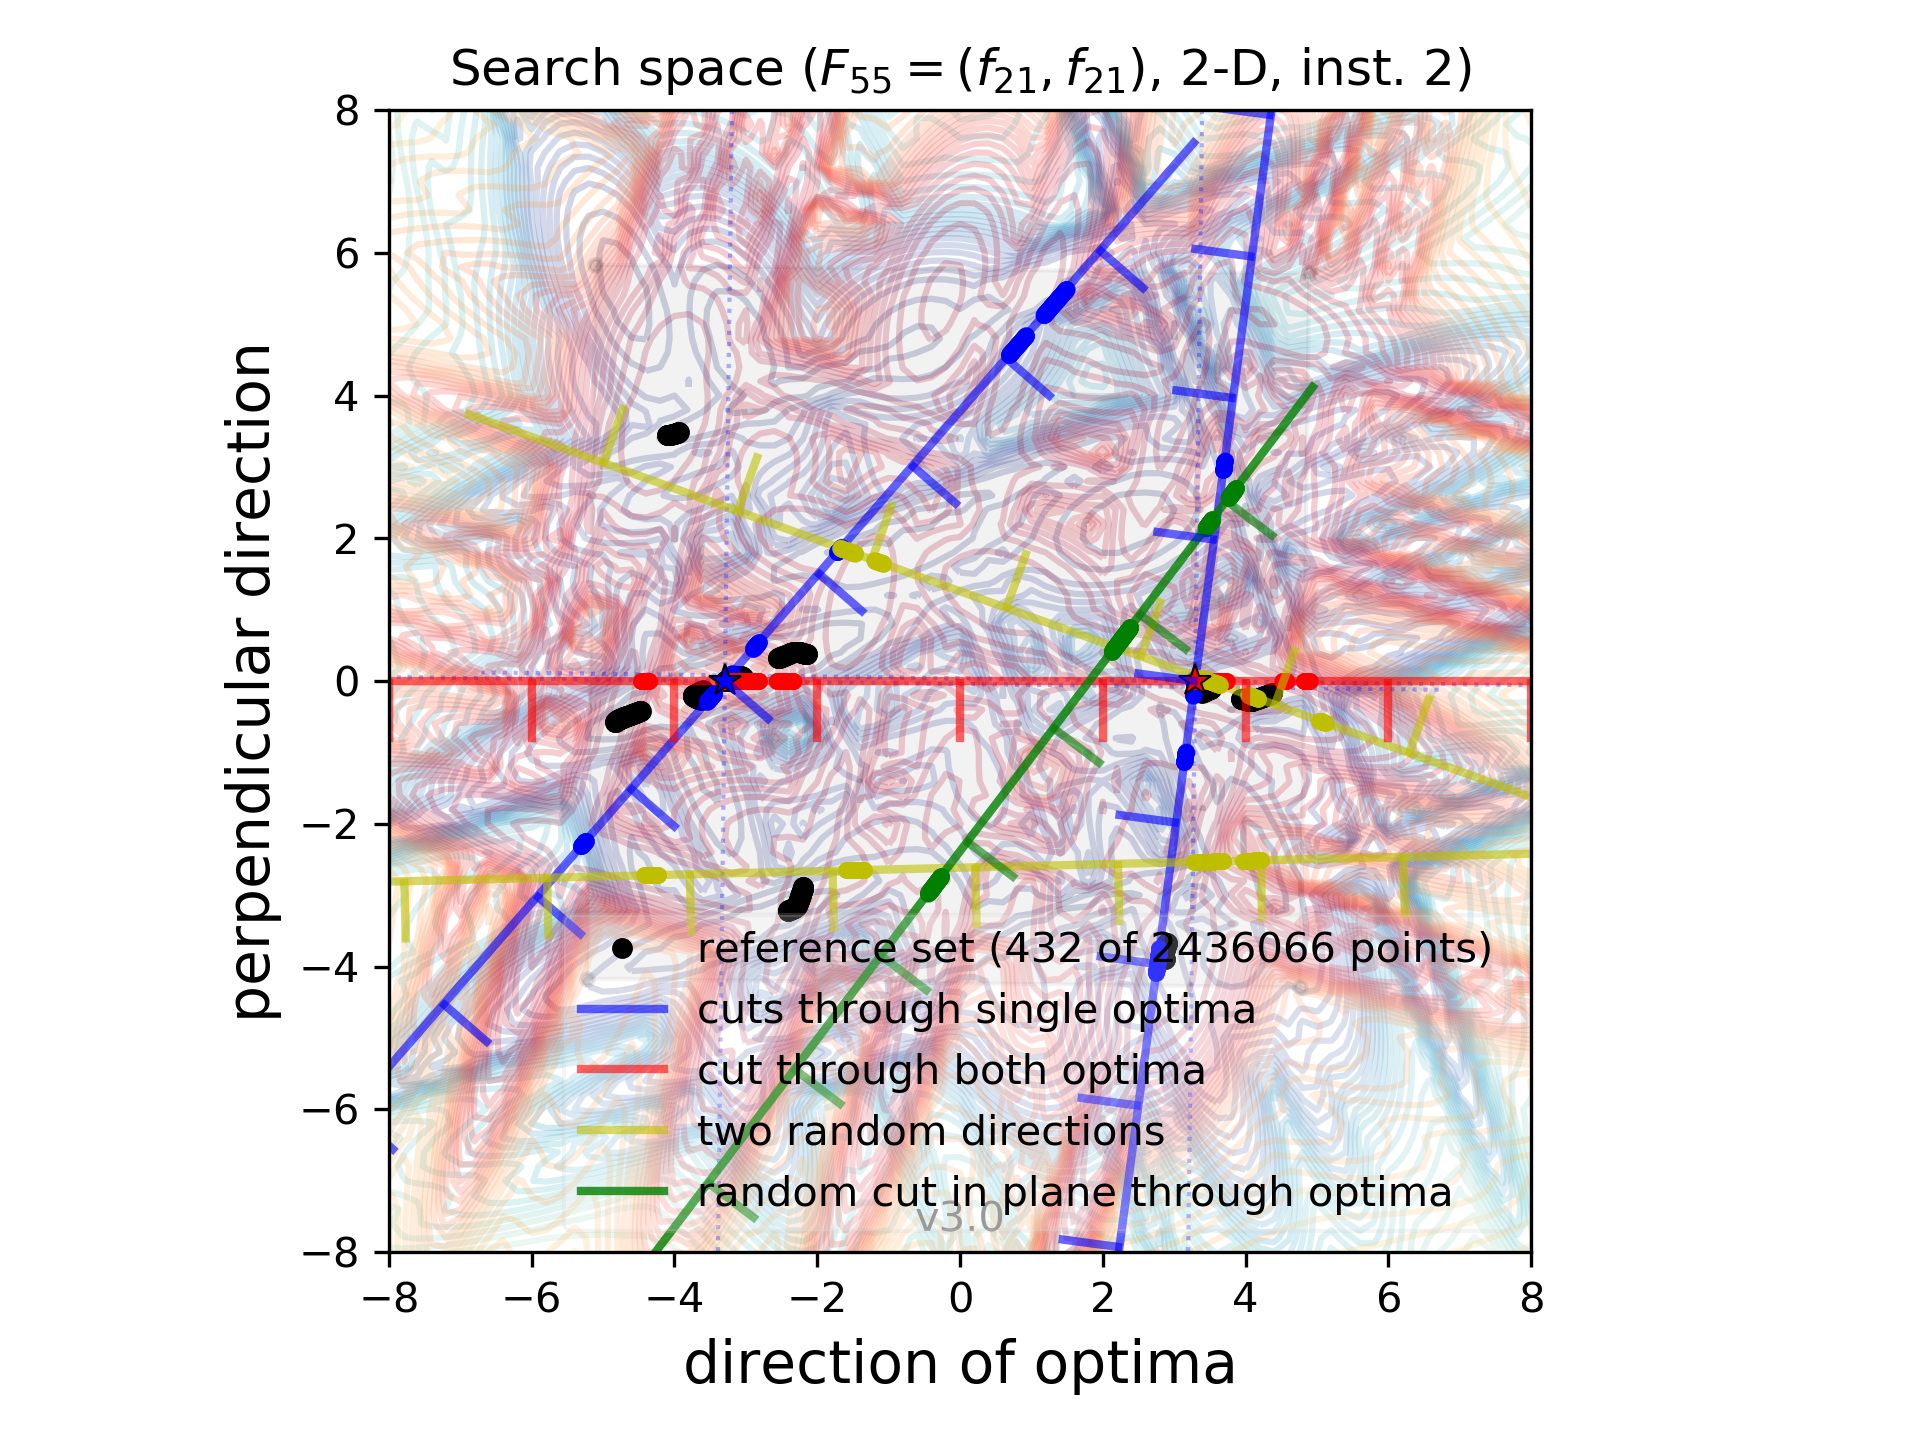 Search space (F55 = (f21, f21), 2-D, inst. 2)
8
6
4
2
0
−2
−4
−6
−8
perpendicular direction
reference set (432 of 2436066 points)
cuts through single optima
cut through both optima
two random directions
random cut in plane through optima
v3.0
−8 −6 −4 −2 0 2 4 6 8
direction of optima